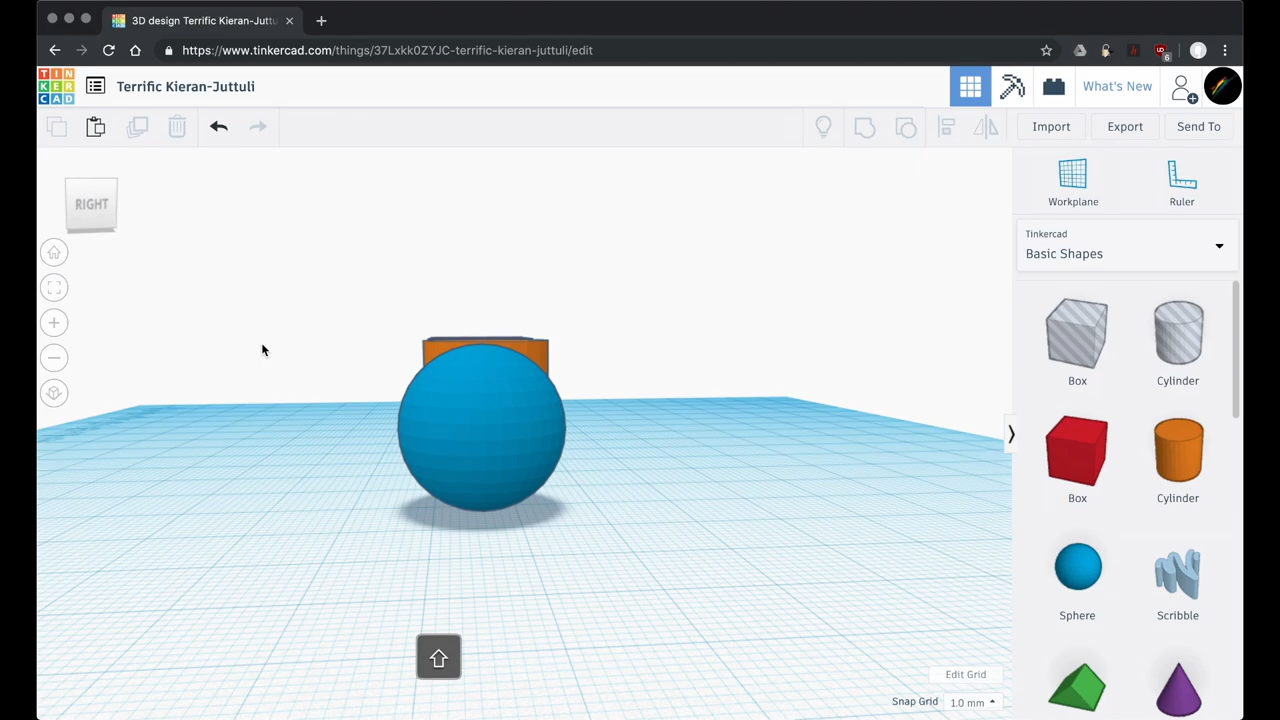 3D design Terrific Kieran-Juttu
https://www.tinkercad.com/things/37Lxkk0ZYJC-terrific-kieran-juttuli/edit
6
TIN
KER
CAD
Terrific Kieran-Juttuli
What's New
Import
Export
Send To
RIGHT
Workplane
Ruler
Tinkercad
Basic Shapes
Box
Cylinder
Box
Cylinder
Sphere
Scribble
Edit Grid
Snap Grid
1.0 mm